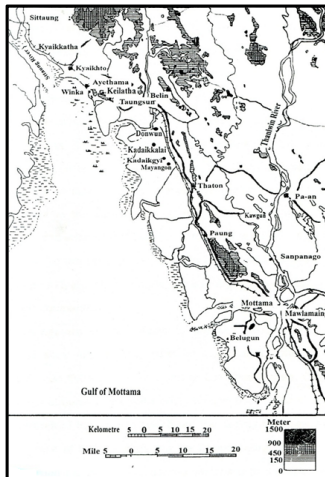 Sittaung
Kyaikkatha
Kyaikhto
Ayethama
Winka
Keilatha
Belin
Taungsun
Donwun
Kadaikkalai
Kadaikgyi
Mayangon
Thaton
Thanlwin River
Pa-an
Kawgun
Paung
Sanpanago
Mottama
Mawlamain
Belugun
Gulf of Mottama
Kelometre 5 0 5 10 15 20
Mile 5 0 5 10 15 20
Meter
1500
900
450
150
0